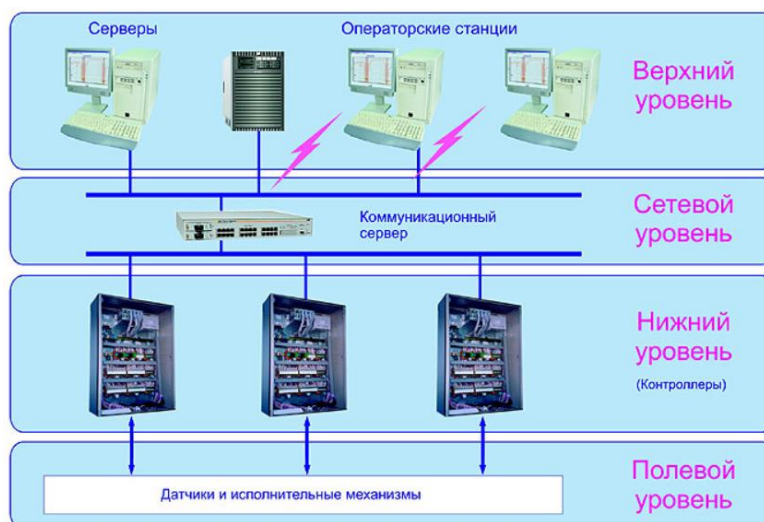 Серверы
Операторские станции
Верхний
уровень
Коммуникационный
сервер
Сетевой
уровень
Нижний
уровень
(Контроллеры)
Датчики и исполнительные механизмы
Полевой
уровень